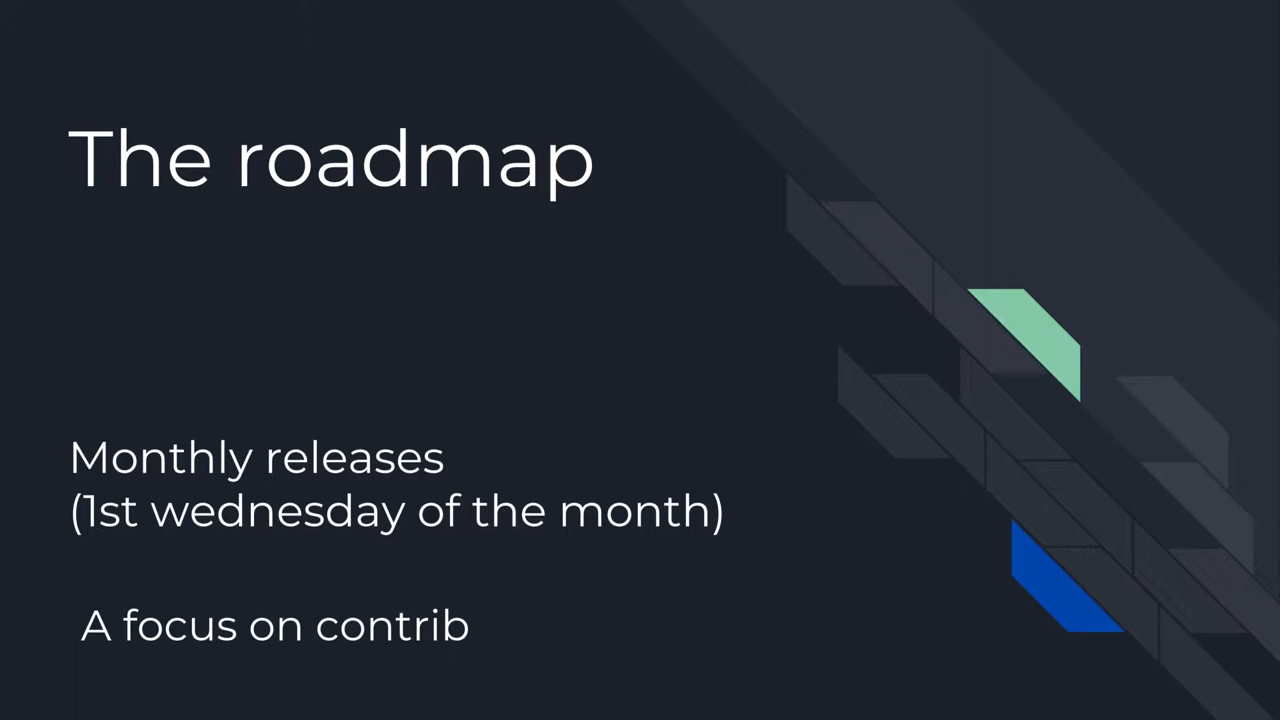 The roadmap
Monthly releases
(1st wednesday of the month)
A focus on contrib